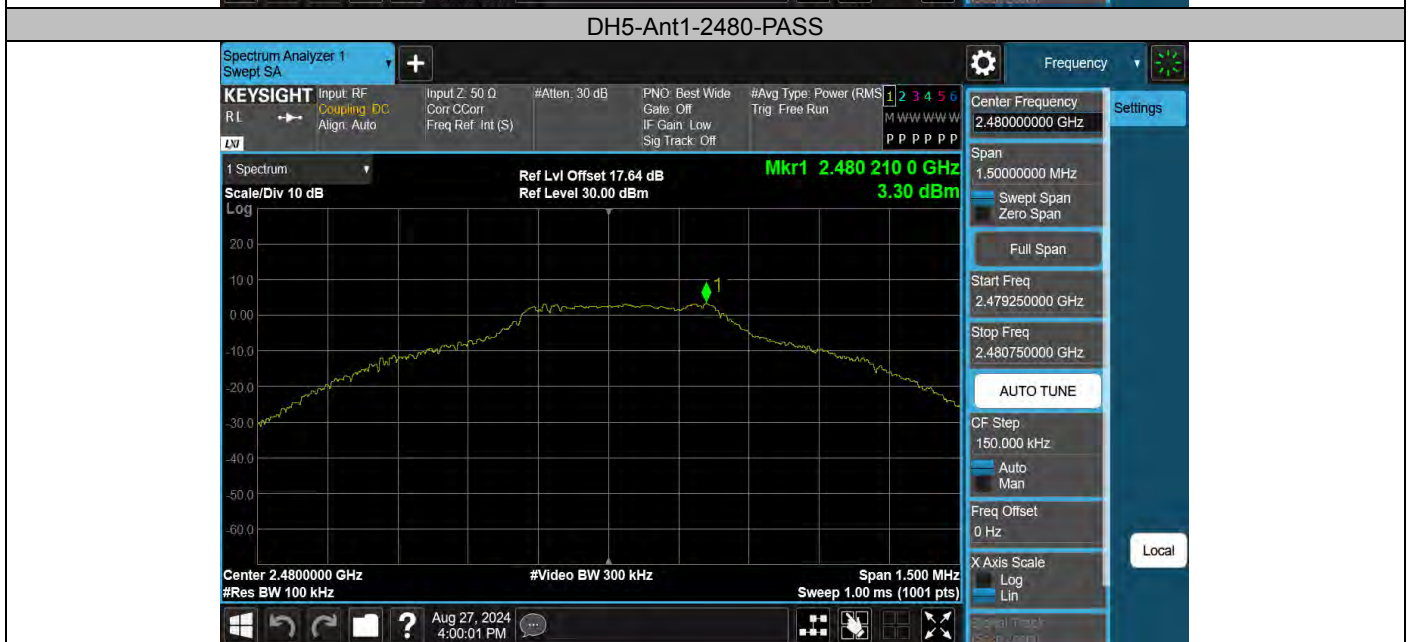 DH5-Ant1-2480-PASS
Spectrum Analyzer 1
Swept SA
Frequency
KEYSIGHT
RL
LXI
Input: RF
Coupling: DC
Align: Auto
Input Z: 50 Ω
Corr CCorr
Freq Ref: Int (S)
#Atten: 30 dB
PNO: Best Wide
Gate: Off
IF Gain: Low
Sig Track: Off
#Avg Type: Power (RMS
Trig: Free Run
1 2 3 4 5 6
M W W W W W
P P P P P P
Center Frequency
2.480000000 GHz
Settings
Span
1.50000000 MHz
Swept Span
Zero Span
Full Span
Start Freq
2.479250000 GHz
Stop Freq
2.480750000 GHz
AUTO TUNE
CF Step
150.000 kHz
Auto
Man
Freq Offset
0 Hz
X Axis Scale
Log
Lin
Local
1 Spectrum
Scale/Div 10 dB
Log
Ref Lvl Offset 17.64 dB
Ref Level 30.00 dBm
Mkr1 2.480 210 0 GHz
3.30 dBm
1
20.0
10.0
0.00
-10.0
-20.0
-30.0
-40.0
-50.0
-60.0
Center 2.4800000 GHz
#Res BW 100 kHz
#Video BW 300 kHz
Span 1.500 MHz
Sweep 1.00 ms (1001 pts)
?
Aug 27, 2024
4:00:01 PM
Signal Track